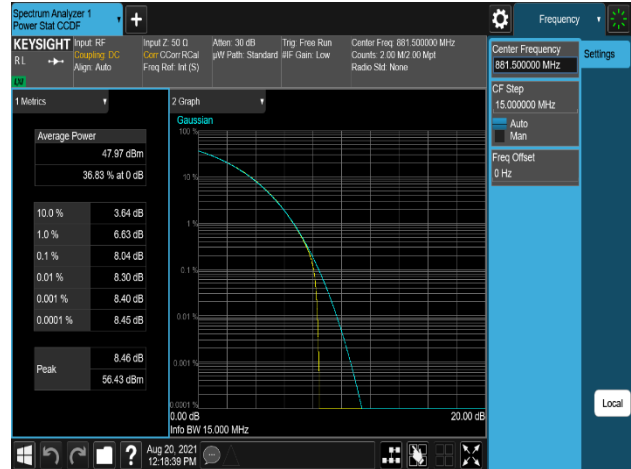 Spectrum Analyzer 1
Power Stat CCDF
+
Frequency
KEYSIGHT
RL
LXI
Input: RF
Coupling: DC
Align: Auto
Input Z: 50 Ω
Corr CCorr RCal
Freq Ref: Int (S)
Atten: 30 dB
µW Path: Standard
Trig: Free Run
#IF Gain: Low
Center Freq: 881.500000 MHz
Counts: 2.00 M/2.00 Mpt
Radio Std: None
Center Frequency
881.500000 MHz
Settings
CF Step
15.000000 MHz
Auto
Man
Freq Offset
0 Hz
1 Metrics
Average Power
47.97 dBm
36.83 % at 0 dB
10.0 % 3.64 dB
1.0 % 6.63 dB
0.1 % 8.04 dB
0.01 % 8.30 dB
0.001 % 8.40 dB
0.0001 % 8.45 dB
Peak
8.46 dB
56.43 dBm
2 Graph
Gaussian
100 %
10 %
1 %
0.1 %
0.01 %
0.001 %
0.0001 %
0.00 dB 20.00 dB
Info BW 15.000 MHz
Local
?
Aug 20, 2021
12:18:39 PM